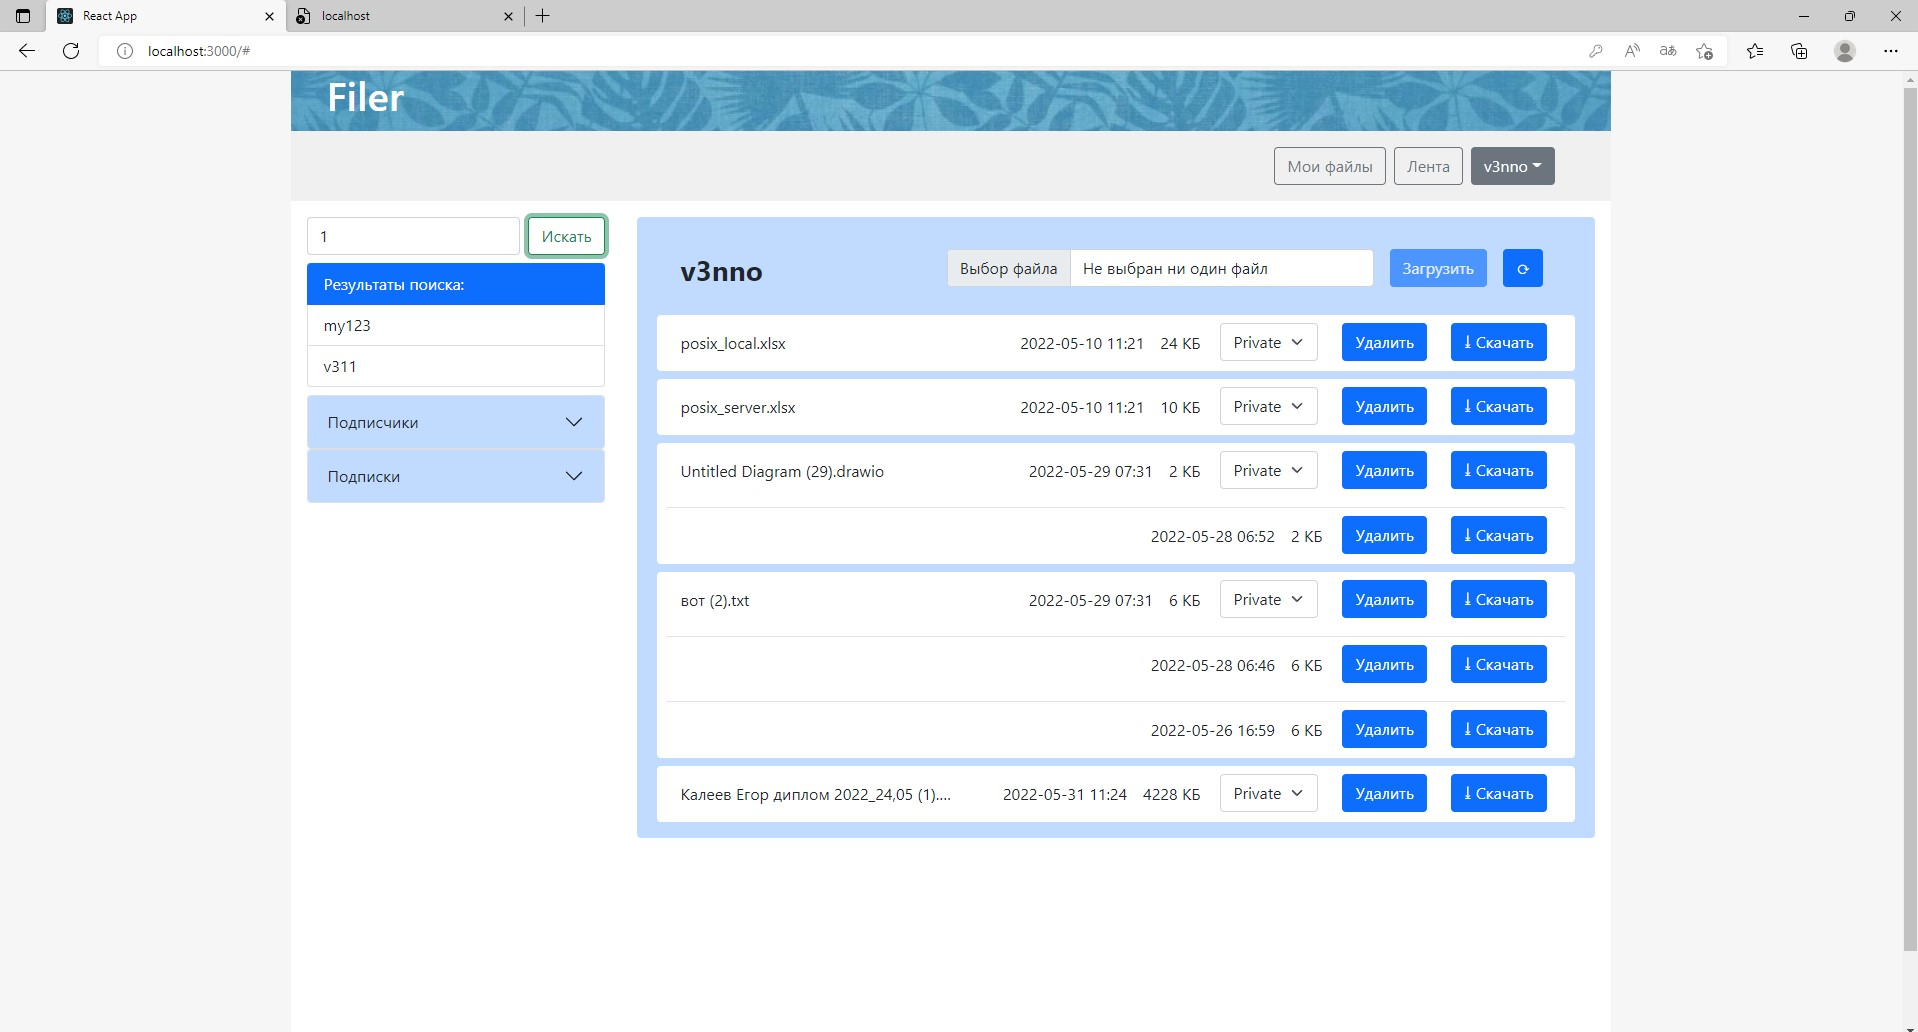 React App
localhost
localhost:3000/#
Filer
Мои файлы Лента v3nno
1 Искать
Результаты поиска:
my123
v311
Подписчики
Подписки
v3nno Выбор файла Не выбран ни один файл Загрузить
posix_local.xlsx 2022-05-10 11:21 24 КБ Private Удалить Скачать
posix_server.xlsx 2022-05-10 11:21 10 КБ Private Удалить Скачать
Untitled Diagram (29).drawio 2022-05-29 07:31 2 КБ Private Удалить Скачать
2022-05-28 06:52 2 КБ Удалить Скачать
вот (2).txt 2022-05-29 07:31 6 КБ Private Удалить Скачать
2022-05-28 06:46 6 КБ Удалить Скачать
2022-05-26 16:59 6 КБ Удалить Скачать
Калеев Егор диплом 2022_24,05 (1).... 2022-05-31 11:24 4228 КБ Private Удалить Скачать